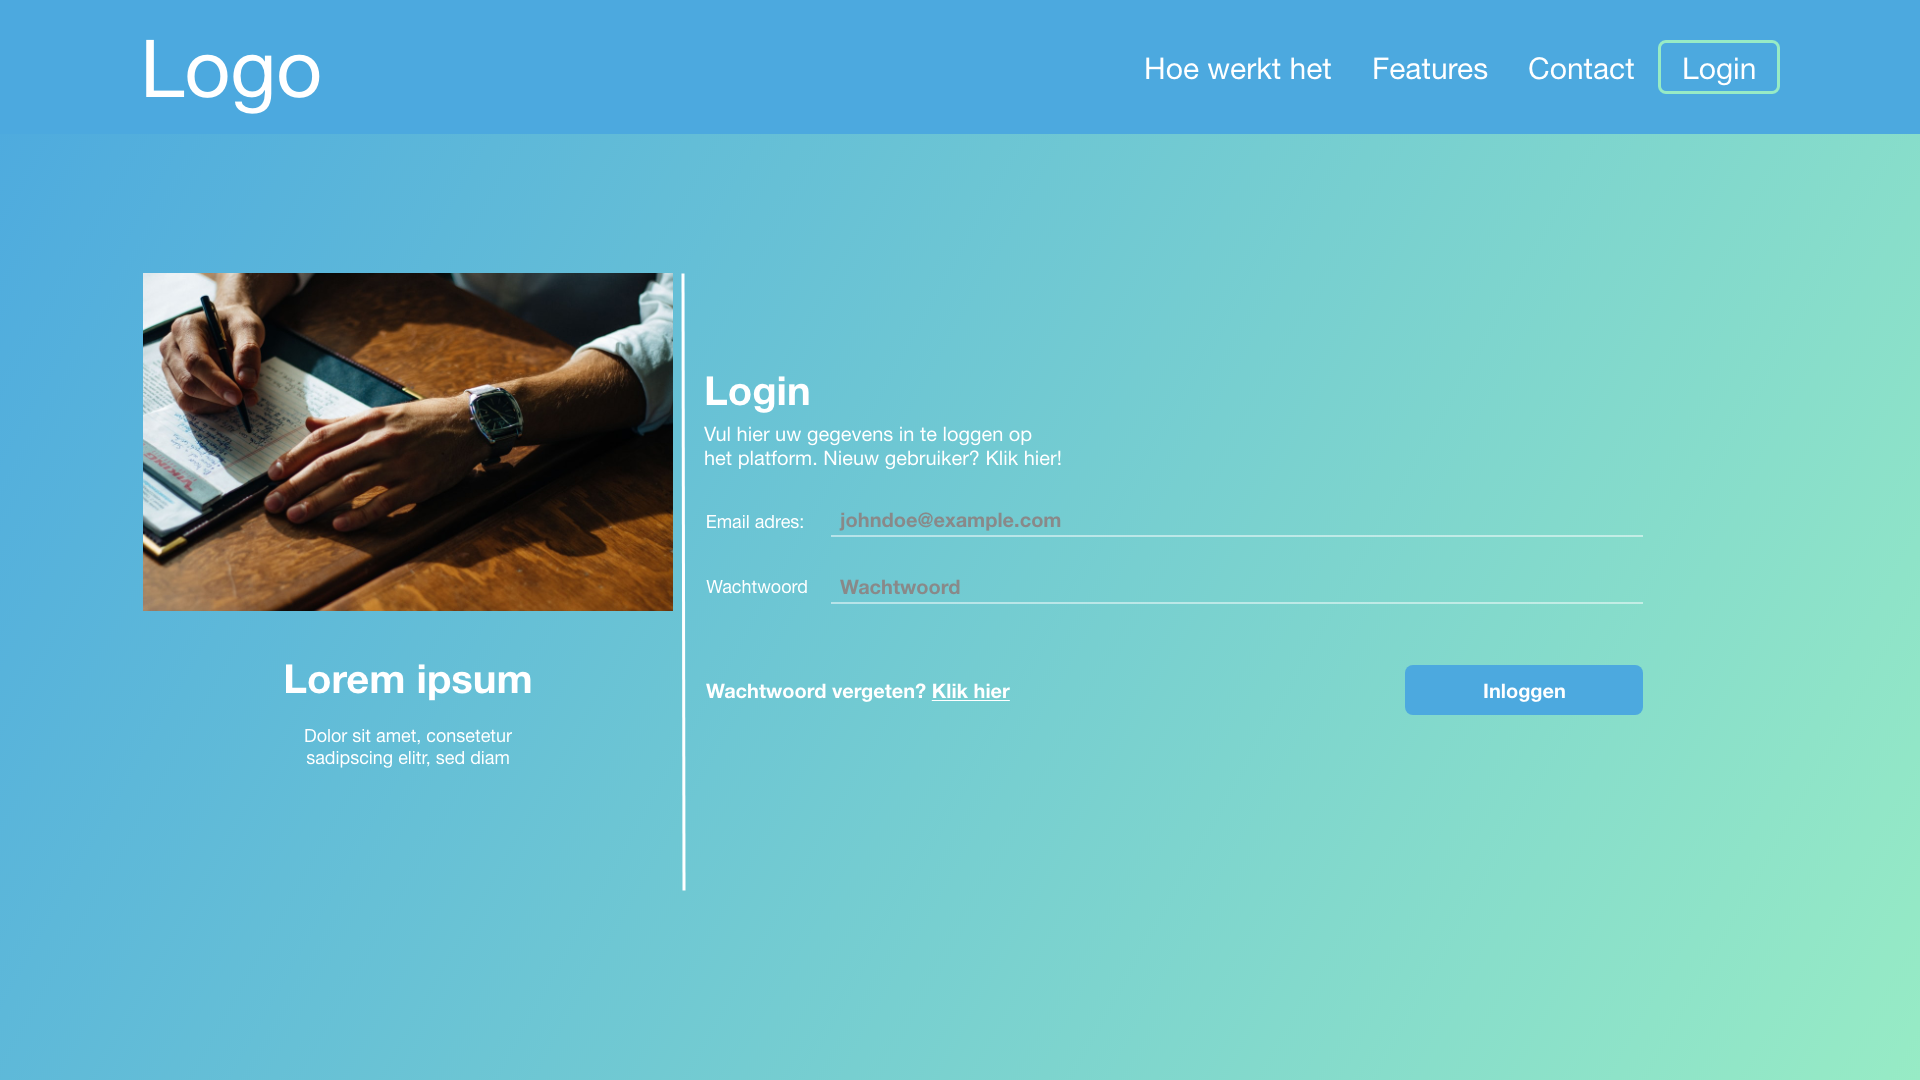 Logo
Hoe werkt het
Features
Contact
Login
VIKING
Lorem ipsum
Dolor sit amet, consetetur
sadipscing elitr, sed diam
Login
Vul hier uw gegevens in te loggen op
het platform. Nieuw gebruiker? Klik hier!
Email adres: johndoe@example.com
Wachtwoord Wachtwoord
Wachtwoord vergeten? Klik hier
Inloggen